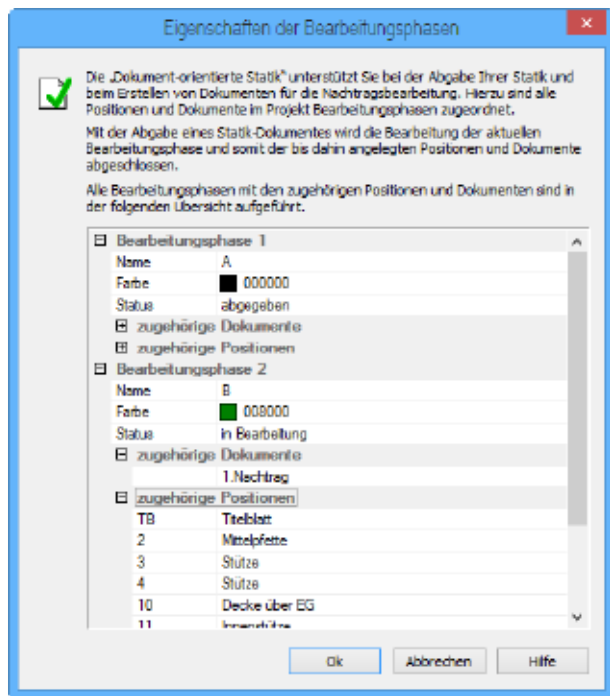 Eigenschaften der Bearbeitungsphasen
Die „Dokument-orientierte Statik" unterstützt Sie bei der Abgabe Ihrer Statik und
beim Erstellen von Dokumenten für die Nachtragsbearbeitung. Hierzu sind alle
Positionen und Dokumente im Projekt Bearbeitungsphasen zugeordnet.
Mit der Abgabe eines Statik-Dokumentes wird die Bearbeitung der aktuellen
Bearbeitungsphase und somit der bis dahin angelegten Positionen und Dokumente
abgeschlossen.
Alle Bearbeitungsphasen mit den zugehörigen Positionen und Dokumenten sind in
der folgenden Übersicht aufgeführt.
Bearbeitungsphase 1
Name A
Farbe 000000
Status abgegeben
zugehörige Dokumente
zugehörige Positionen
Bearbeitungsphase 2
Name B
Farbe 008000
Status in Bearbeitung
zugehörige Dokumente
1.Nachtrag
zugehörige Positionen
TB Titelblatt
2 Mittelpfette
3 Stütze
4 Stütze
10 Decke über EG
11 Innenstütze
Ok Abbrechen Hilfe